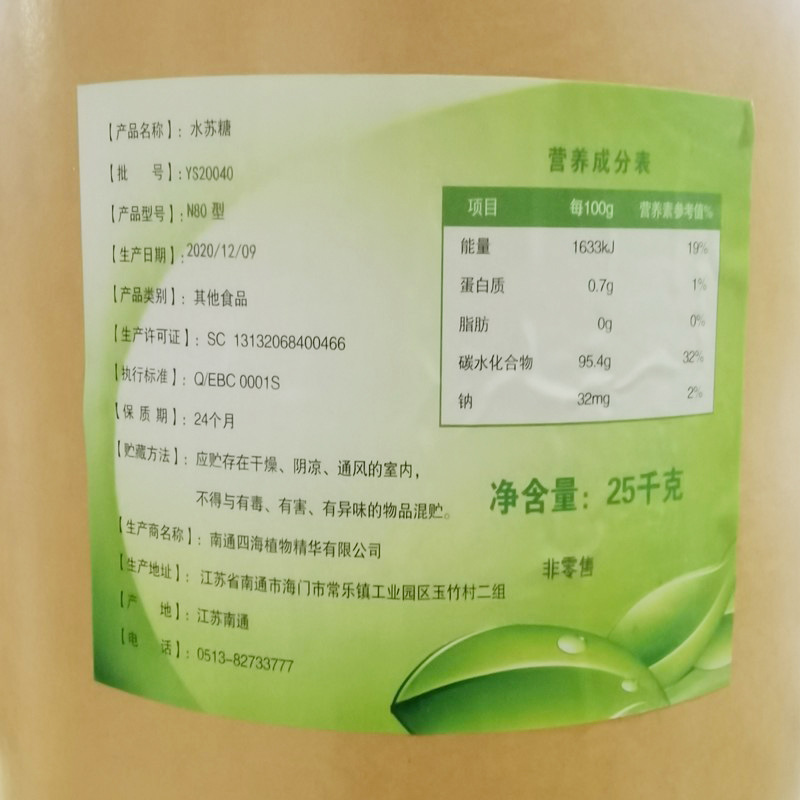 【产品名称】：水苏糖
【批 号】：YS20040
【产品型号】：N80 型
【生产日期】：2020/12/09
【产品类别】：其他食品
【生产许可证】：SC 13132068400466
【执行标准】：Q/EBC 0001S
【保 质 期】：24个月
【贮藏方法】：应贮存在干燥、阴凉、通风的室内，
不得与有毒、有害、有异味的物品混贮。
【生产商名称】：南通四海植物精华有限公司
【生产地址】：江苏省南通市海门市常乐镇工业园区玉竹村二组
【产 地】：江苏南通
【电 话】：0513-82733777
营养成分表
项目 每100g 营养素参考值%
能量 1633kJ 19%
蛋白质 0.7g 1%
脂肪 0g 0%
碳水化合物 95.4g 32%
钠 32mg 2%
净含量：25千克
非零售